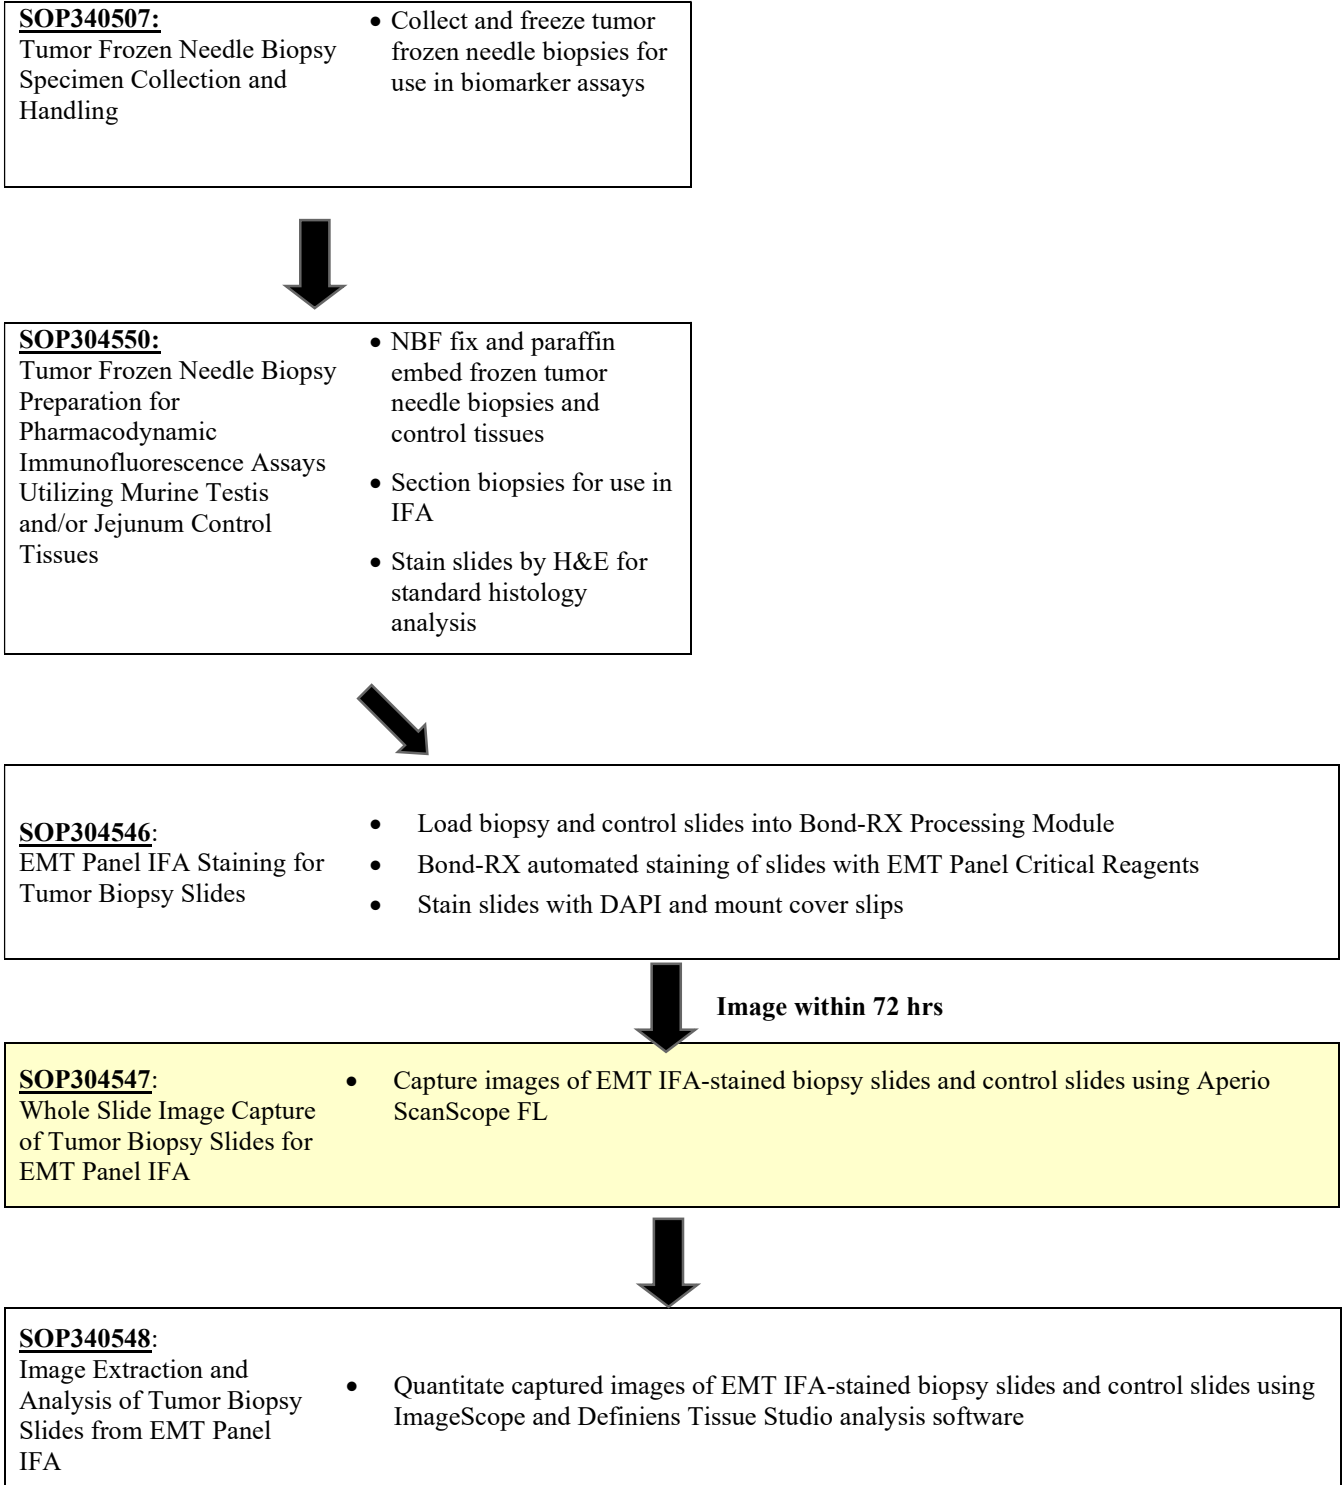 SOP340507:
Tumor Frozen Needle Biopsy
Specimen Collection and
Handling
• Collect and freeze tumor
frozen needle biopsies for
use in biomarker assays
SOP304550:
Tumor Frozen Needle Biopsy
Preparation for
Pharmacodynamic
Immunofluorescence Assays
Utilizing Murine Testis
and/or Jejunum Control
Tissues
• NBF fix and paraffin
embed frozen tumor
needle biopsies and
control tissues
• Section biopsies for use in
IFA
• Stain slides by H&E for
standard histology
analysis
SOP304546:
EMT Panel IFA Staining for
Tumor Biopsy Slides
• Load biopsy and control slides into Bond-RX Processing Module
• Bond-RX automated staining of slides with EMT Panel Critical Reagents
• Stain slides with DAPI and mount cover slips
Image within 72 hrs
SOP304547:
Whole Slide Image Capture
of Tumor Biopsy Slides for
EMT Panel IFA
• Capture images of EMT IFA-stained biopsy slides and control slides using Aperio
ScanScope FL
SOP340548:
Image Extraction and
Analysis of Tumor Biopsy
Slides from EMT Panel
IFA
• Quantitate captured images of EMT IFA-stained biopsy slides and control slides using
ImageScope and Definiens Tissue Studio analysis software